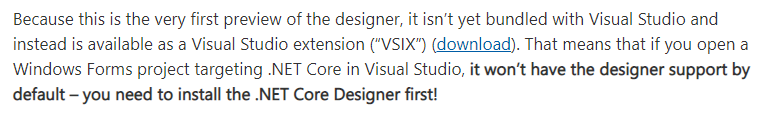 Because this is the very first preview of the designer, it isn’t yet bundled with Visual Studio and
instead is available as a Visual Studio extension (“VSIX”) (download). That means that if you open a
Windows Forms project targeting .NET Core in Visual Studio, it won’t have the designer support by
default – you need to install the .NET Core Designer first!